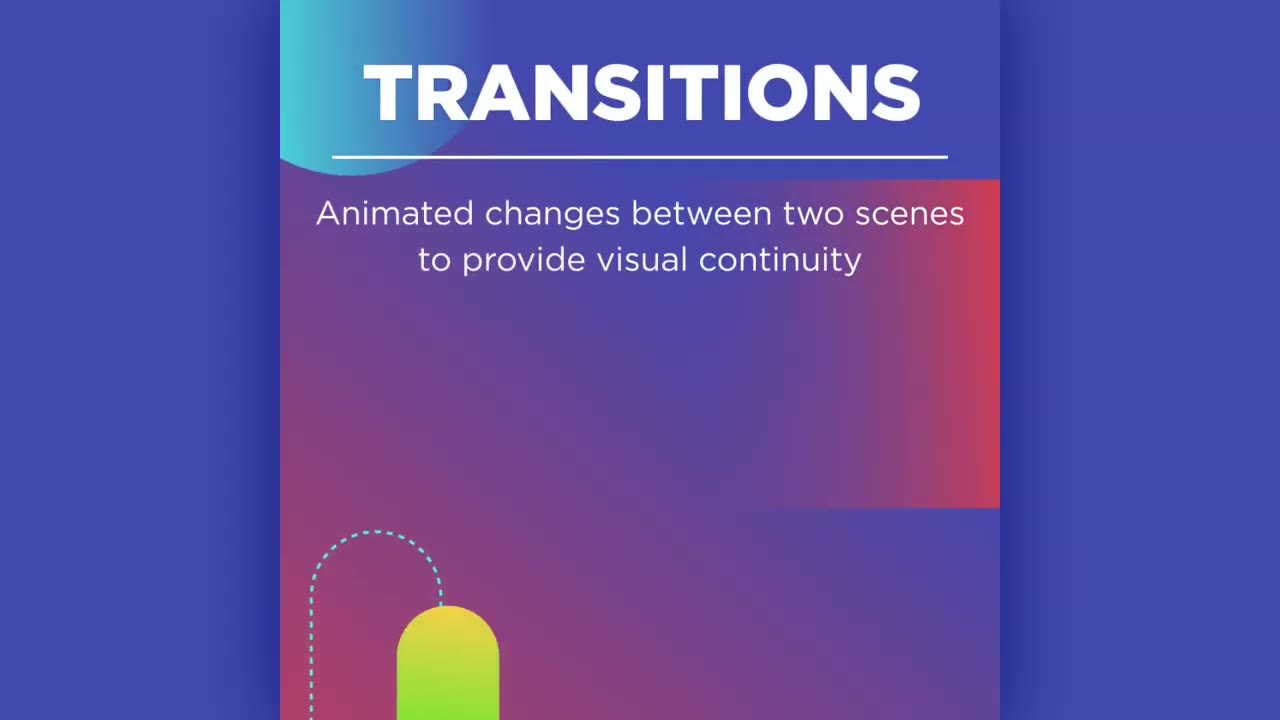 TRANSITIONS
Animated changes between two scenes
to provide visual continuity